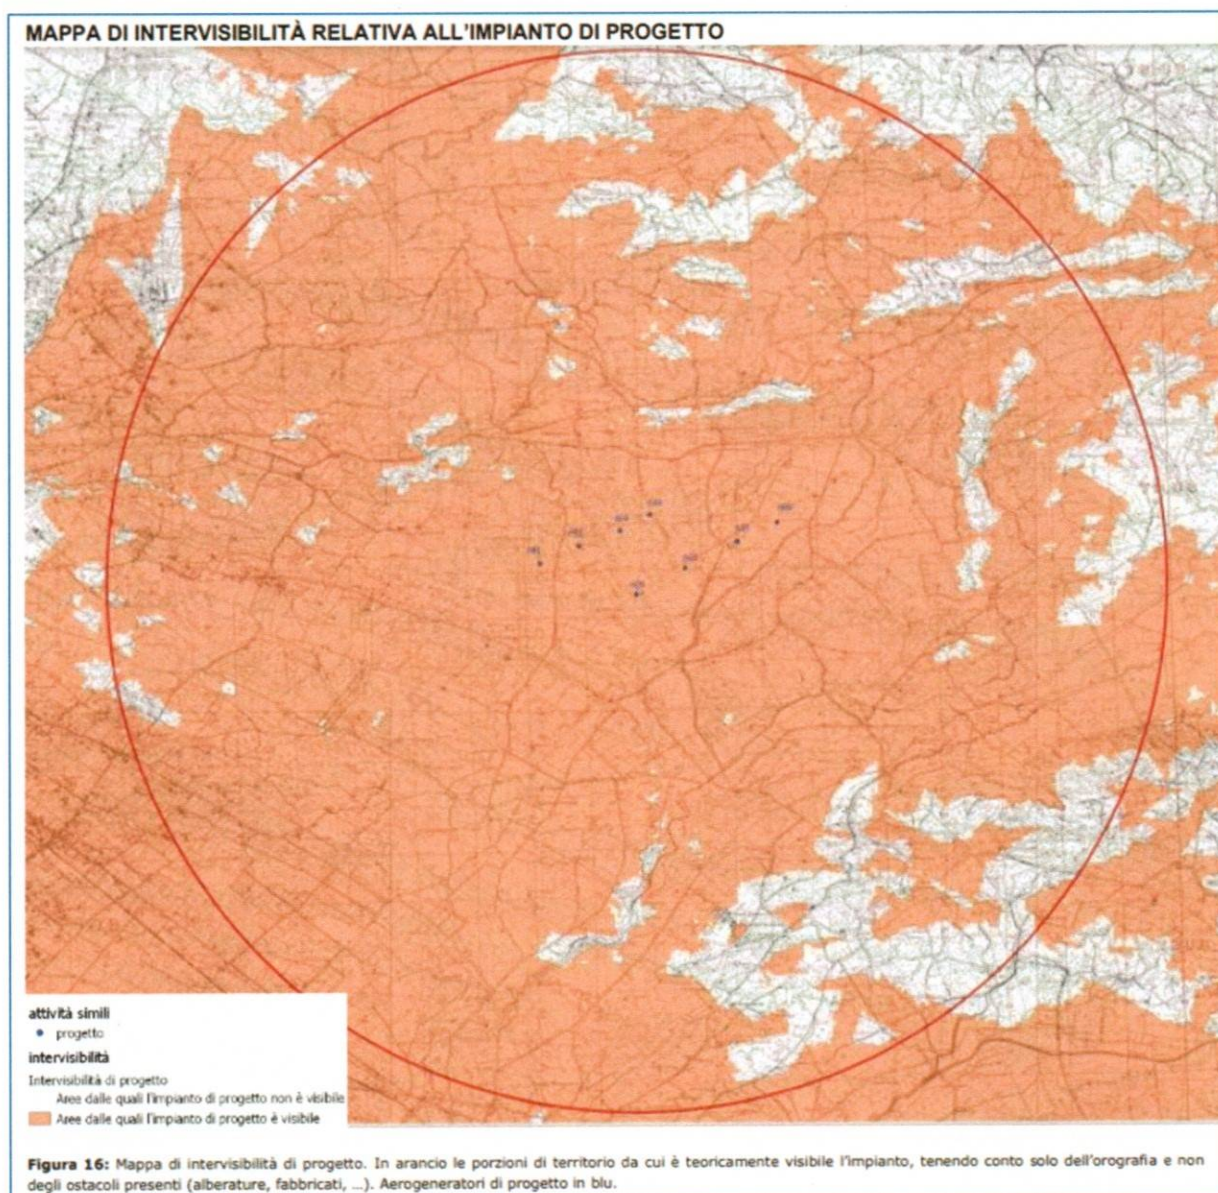 MAPPA DI INTERVISIBILITÀ RELATIVA ALL'IMPIANTO DI PROGETTO
attività simili
progetto
intervisibilità
Intervisibilità di progetto
Aree dalle quali l'impianto di progetto non è visibile
Aree dalle quali l'impianto di progetto è visibile
Figura 16: Mappa di intervisibilità di progetto. In arancio le porzioni di territorio da cui è teoricamente visibile l'impianto, tenendo conto solo dell'orografia e non
degli ostacoli presenti (alberature, fabbricati, ...). Aerogeneratori di progetto in blu.